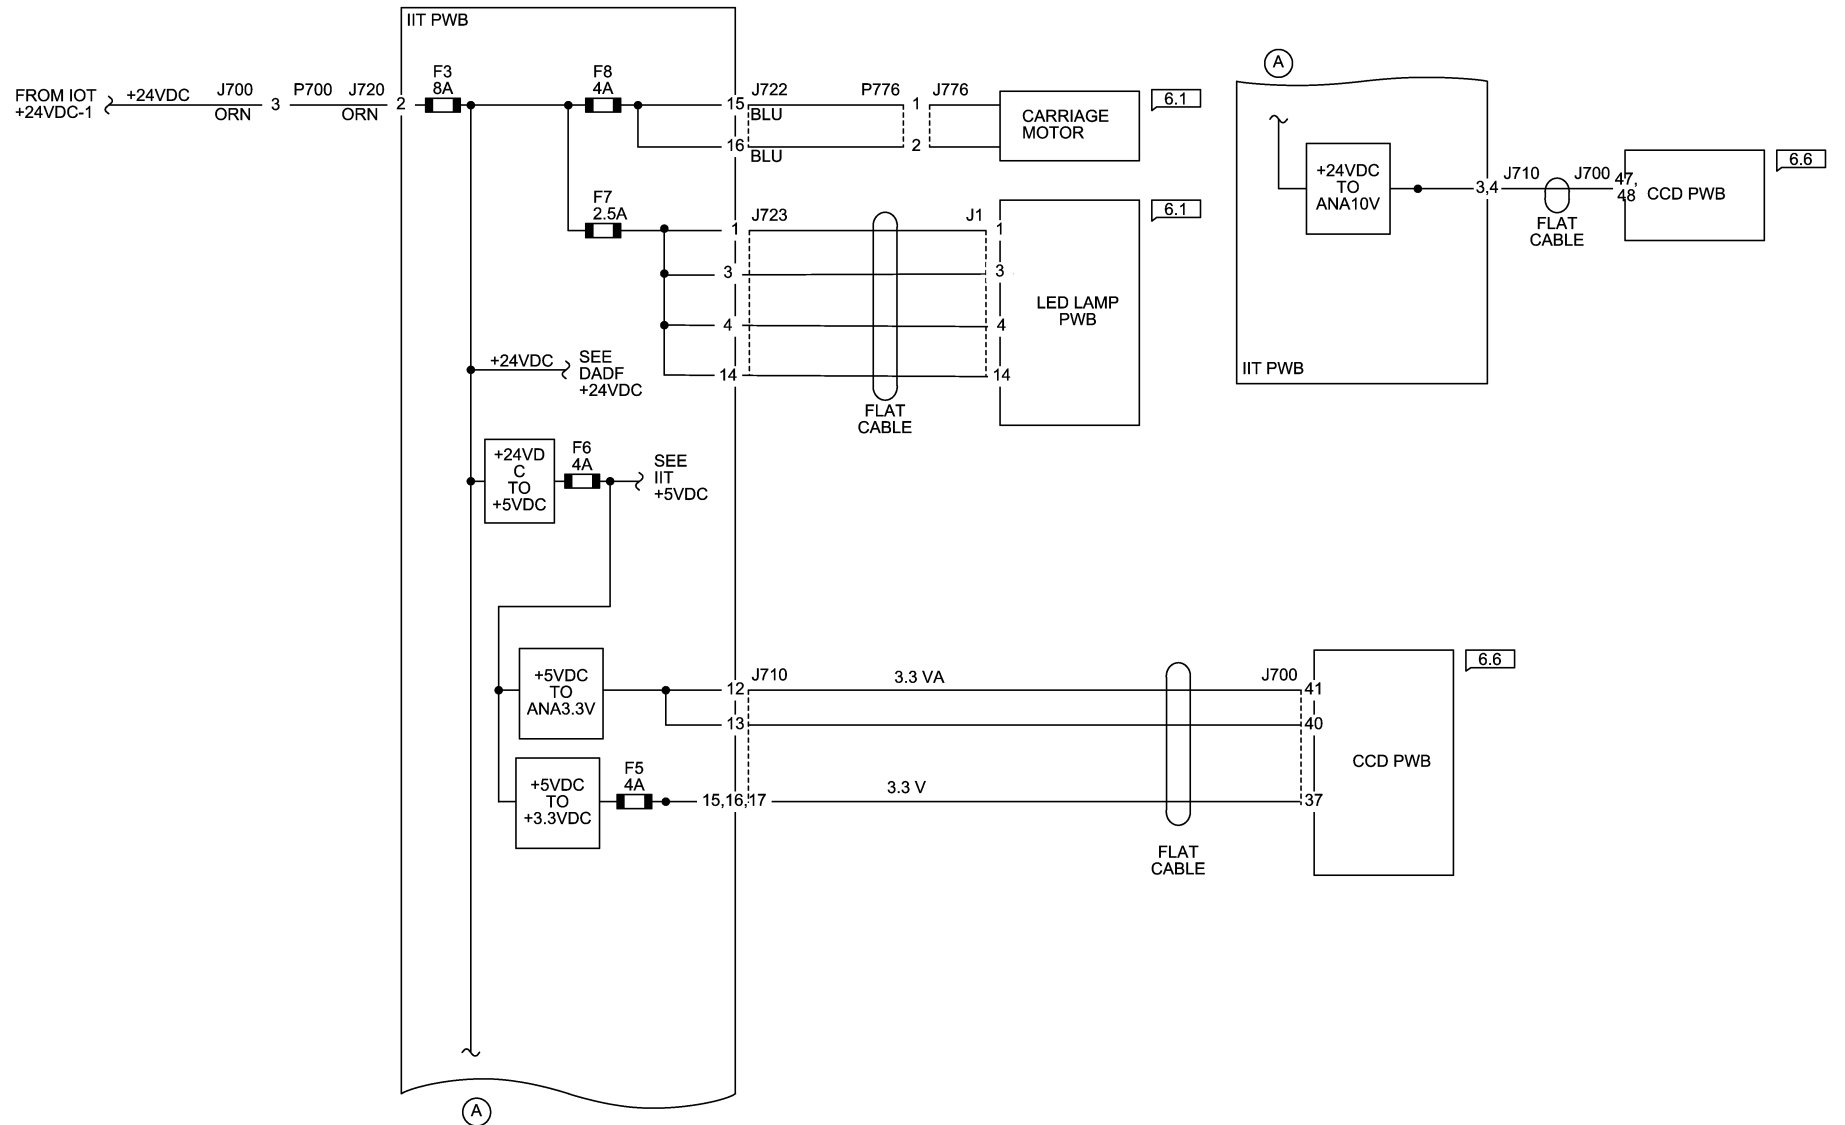 IIT PWB
FROM IOT
+24VDC-1
+24VDC
J700
ORN
3
P700
J720
ORN
2
F3
8A
F8
4A
15
J722
BLU
16
BLU
P776
J776
1
2
CARRIAGE
MOTOR
6.1
F7
2.5A
1
J723
3
4
14
FLAT
CABLE
J1
1
3
4
14
LED LAMP
PWB
6.1
+24VDC
SEE
DADF
+24VDC
+24VD
C
TO
+5VDC
F6
4A
SEE
IIT
+5VDC
+5VDC
TO
ANA3.3V
12
J710
13
3.3 VA
J700
41
40
+5VDC
TO
+3.3VDC
F5
4A
15,16,17
3.3 V
37
FLAT
CABLE
CCD PWB
6.6
A
A
+24VDC
TO
ANA10V
IIT PWB
3,4
J710
FLAT
CABLE
J700
47,
48
CCD PWB
6.6